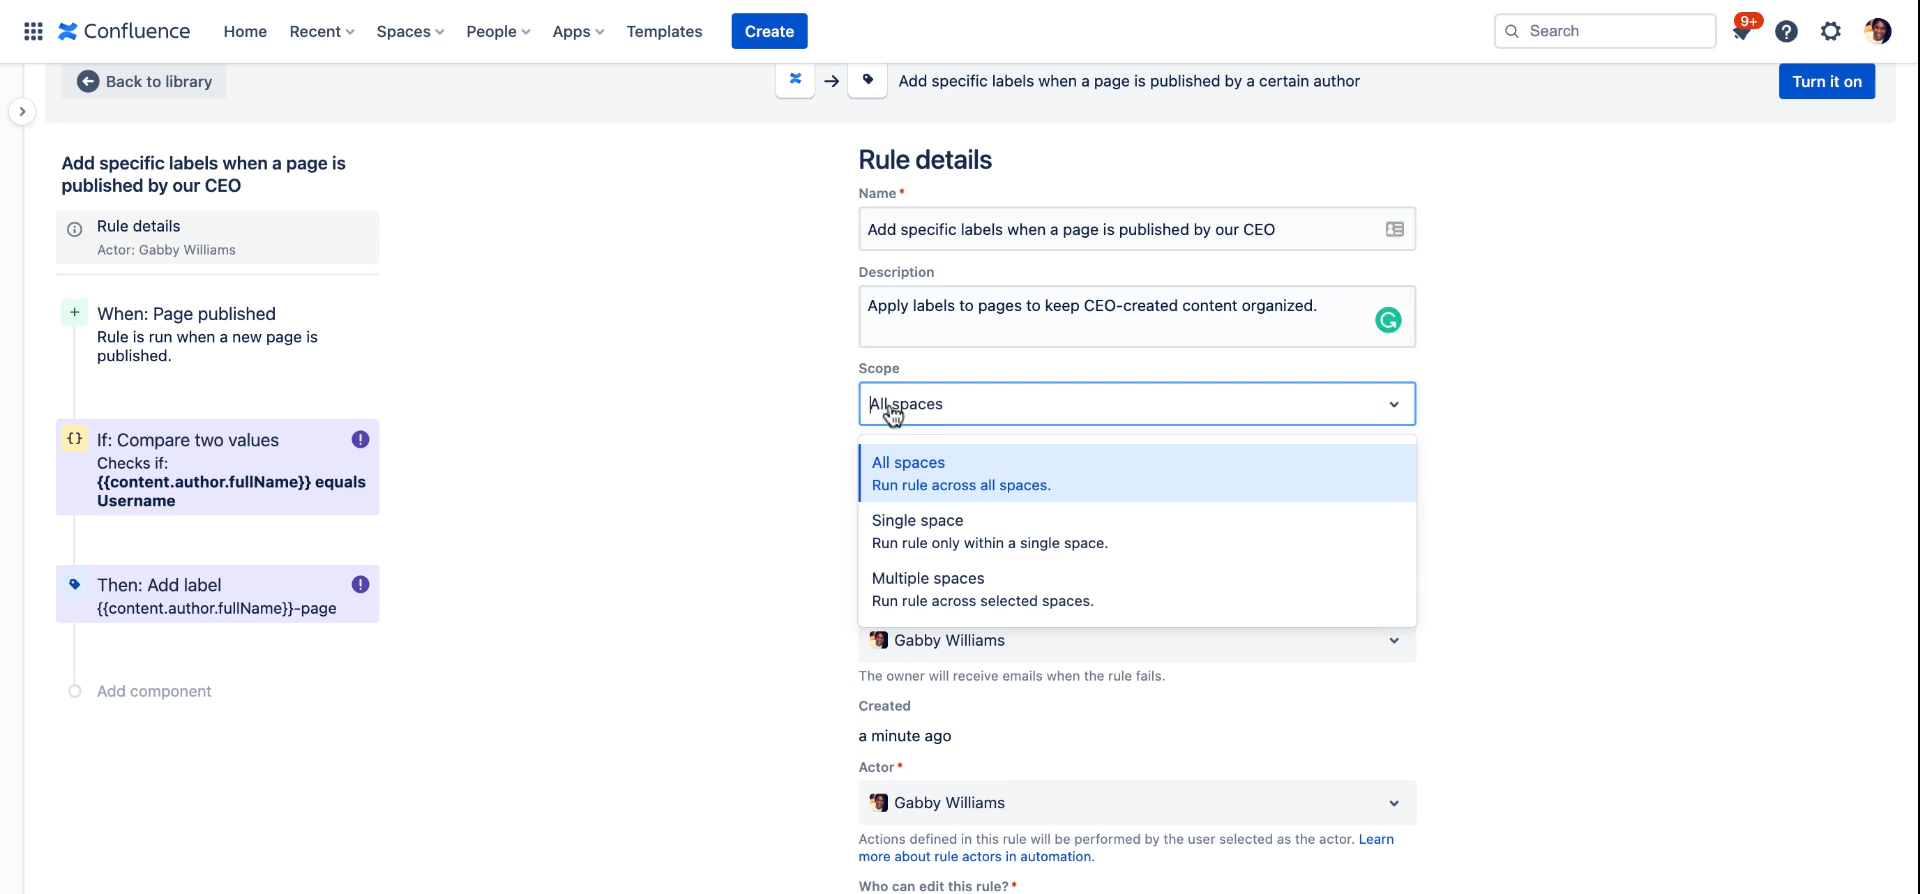 Confluence
Home
Recent
Spaces
People
Apps
Templates
Create
Search
9+
Back to library
Add specific labels when a page is published by a certain author
Turn it on
Add specific labels when a page is
published by our CEO
Rule details
Actor: Gabby Williams
When: Page published
Rule is run when a new page is
published.
{} If: Compare two values
Checks if:
{{content.author.fullName}} equals
Username
Then: Add label
{{content.author.fullName}}-page
Add component
Rule details
Name*
Add specific labels when a page is published by our CEO
Description
Apply labels to pages to keep CEO-created content organized.
Scope
All spaces
All spaces
Run rule across all spaces.
Single space
Run rule only within a single space.
Multiple spaces
Run rule across selected spaces.
Gabby Williams
The owner will receive emails when the rule fails.
Created
a minute ago
Actor*
Gabby Williams
Actions defined in this rule will be performed by the user selected as the actor. Learn
more about rule actors in automation.
Who can edit this rule?*